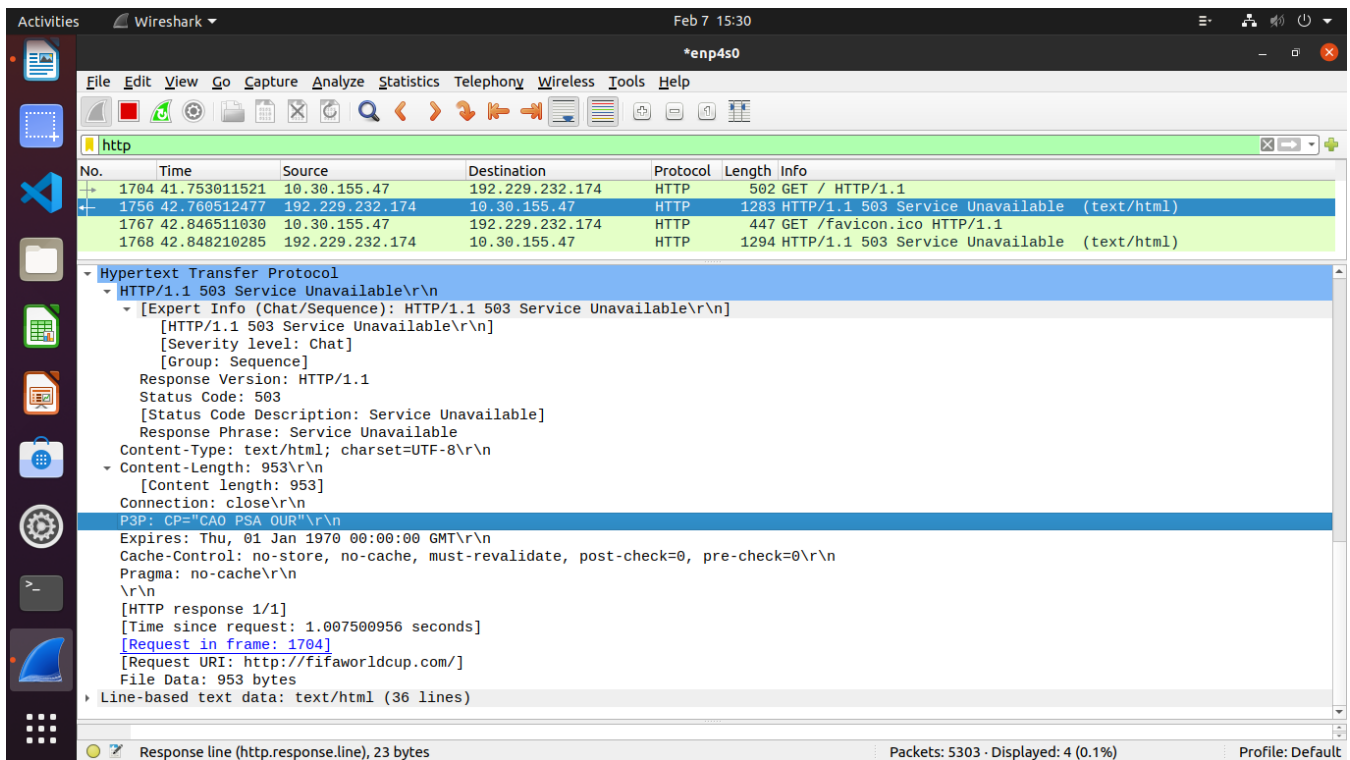 Activities Wireshark Feb 7 15:30
*enp4s0
File Edit View Go Capture Analyze Statistics Telephony Wireless Tools Help
http
No. Time Source Destination Protocol Length Info
1704 41.753011521 10.30.155.47 192.229.232.174 HTTP 502 GET / HTTP/1.1
1756 42.760512477 192.229.232.174 10.30.155.47 HTTP 1283 HTTP/1.1 503 Service Unavailable (text/html)
1767 42.846511030 10.30.155.47 192.229.232.174 HTTP 447 GET /favicon.ico HTTP/1.1
1768 42.848210285 192.229.232.174 10.30.155.47 HTTP 1294 HTTP/1.1 503 Service Unavailable (text/html)
Hypertext Transfer Protocol
HTTP/1.1 503 Service Unavailable\r\n
[Expert Info (Chat/Sequence): HTTP/1.1 503 Service Unavailable\r\n]
[HTTP/1.1 503 Service Unavailable\r\n]
[Severity level: Chat]
[Group: Sequence]
Response Version: HTTP/1.1
Status Code: 503
[Status Code Description: Service Unavailable]
Response Phrase: Service Unavailable
Content-Type: text/html; charset=UTF-8\r\n
Content-Length: 953\r\n
[Content length: 953]
Connection: close\r\n
P3P: CP="CAO PSA OUR"\r\n
Expires: Thu, 01 Jan 1970 00:00:00 GMT\r\n
Cache-Control: no-store, no-cache, must-revalidate, post-check=0, pre-check=0\r\n
Pragma: no-cache\r\n
\r\n
[HTTP response 1/1]
[Time since request: 1.007500956 seconds]
[Request in frame: 1704]
[Request URI: http://fifaworldcup.com/]
File Data: 953 bytes
Line-based text data: text/html (36 lines)
Response line (http.response.line), 23 bytes Packets: 5303 · Displayed: 4 (0.1%) Profile: Default